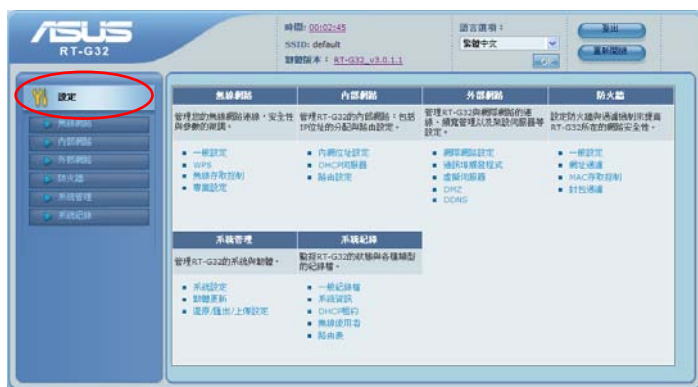 ASUS
RT-G32
時間: 00:02:45
SSID: default
韌體版本: RT-G32_v3.0.1.1
語言選項:
繁體中文
登出
重新開機
設定
無線網路
內部網路
外部網路
防火牆
系統管理
系統紀錄
無線網路
管理您的無線網路連線,安全性
與參數的架調。
一般設定
WPS
無線存取控制
專業設定
內部網路
管理RT-G32的內部網路:包括
IP位址的分配與路由設定。
內網位址設定
DHCP伺服器
路由設定
外部網路
管理RT-G32與網際網路的連
線、頻寬管理以及架設伺服器等
設定。
網際網路設定
通訊埠觸發程式
虛擬伺服器
DMZ
DDNS
防火牆
設定防火牆與過濾機制來提高
RT-G32所在的網路安全性。
一般設定
網址過濾
MAC存取控制
封包過濾
系統管理
管理RT-G32的系統與韌體。
系統設定
韌體更新
還原/匯出/上傳設定
系統紀錄
監控RT-G32的狀態與各種類型
的紀錄檔。
一般紀錄檔
系統資訊
DHCP租約
無線使用者
路由表